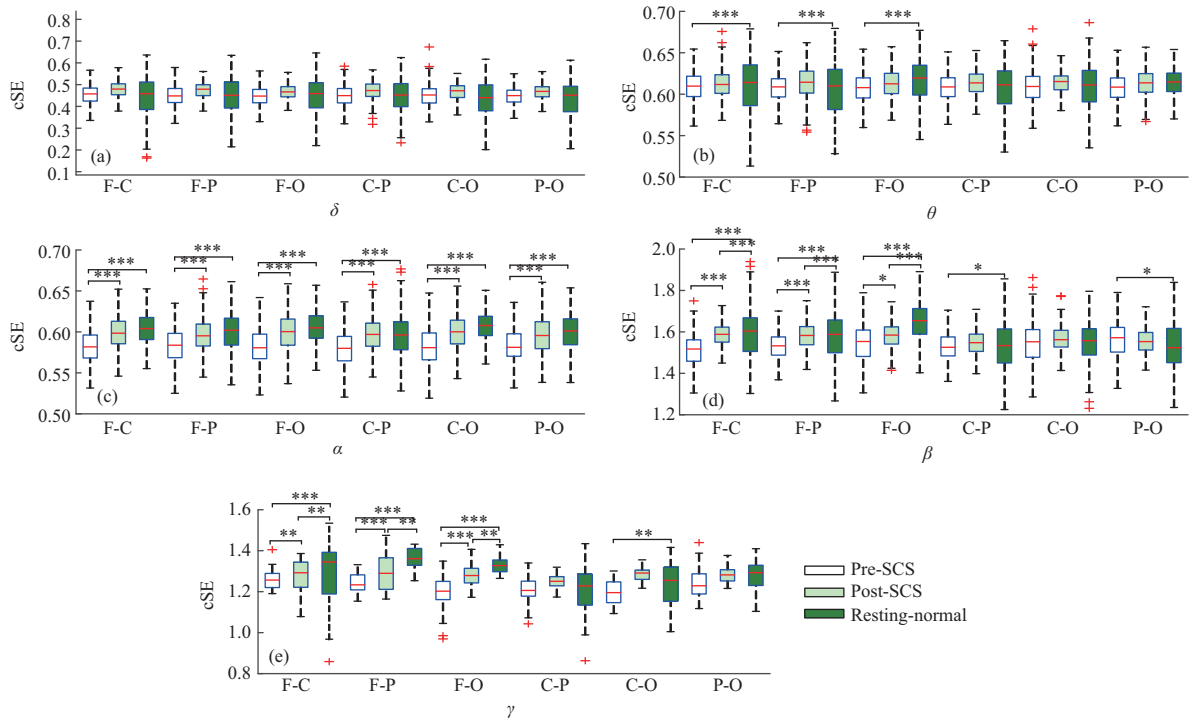 0.8
0.7
0.6
0.5
0.4
0.3
0.2
0.1
cSE
(a)
F-C F-P F-O C-P C-O P-O
δ
0.70
0.65
0.60
0.55
0.50
cSE
*** *** ***
(b)
F-C F-P F-O C-P C-O P-O
θ
0.70
0.65
0.60
0.55
0.50
cSE
*** *** *** *** *** ***
*** *** *** *** *** ***
(c)
F-C F-P F-O C-P C-O P-O
α
2.0
1.8
1.6
1.4
1.2
cSE
*** *** *** * *
*** *** ***
*** *** *
(d)
F-C F-P F-O C-P C-O P-O
β
1.6
1.4
1.2
1.0
0.8
cSE
*** *** *** **
** *** ** *** **
**
(e)
F-C F-P F-O C-P C-O P-O
γ
Pre-SCS
Post-SCS
Resting-normal